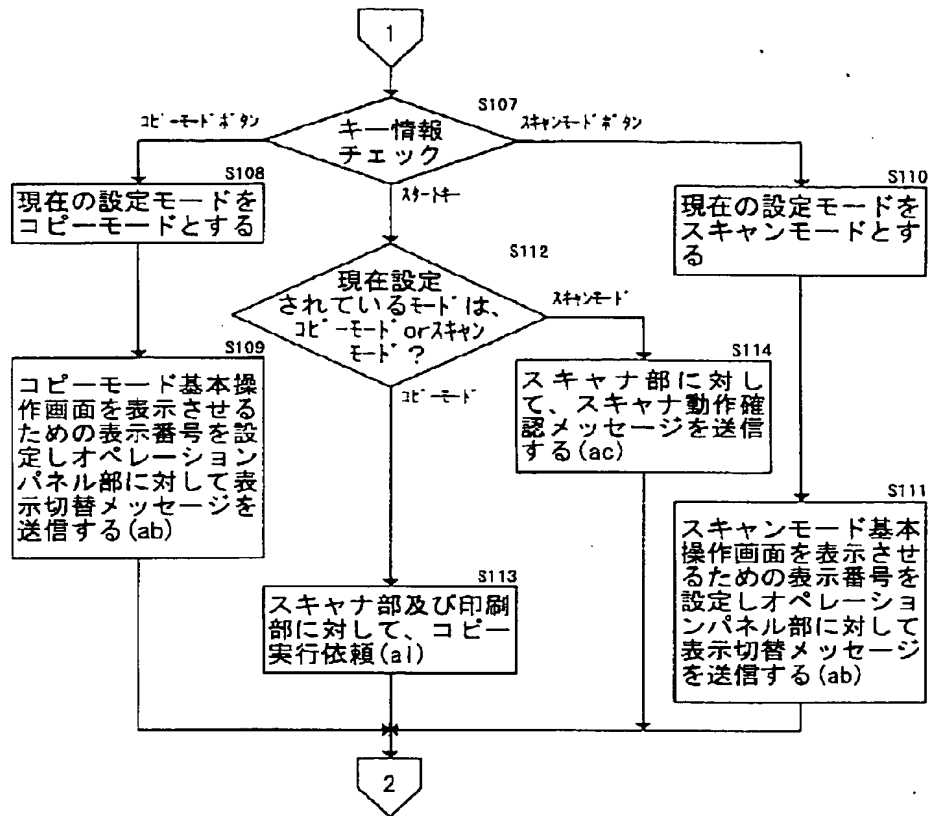 1
S107
コピーモードボタン
キー情報
チェック
スキャンモードボタン
S108
現在の設定モードを
コピーモードとする
スタートキー
S110
現在の設定モードを
スキャンモードとす
る
S112
現在設定
されているモードは、
コピーモードorスキャン
モード?
スキャンモード
コピーモード
S109
コピーモード基本操
作画面を表示させる
ための表示番号を設
定しオペレーション
パネル部に対して表
示切替メッセージを
送信する(ab)
S114
スキャナ部に対し
て、スキャナ動作確
認メッセージを送信
する(ac)
S111
スキャンモード基本
操作画面を表示させ
るための表示番号を
設定しオペレーショ
ンパネル部に対して
表示切替メッセージ
を送信する(ab)
S113
スキャナ部及び印刷
部に対して、コピー
実行依頼(al)
2